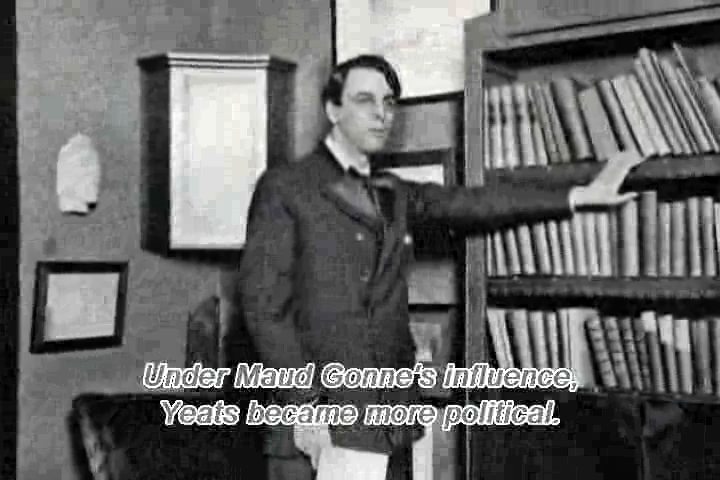 Under Maud Gonne's influence,
Yeats became more political.